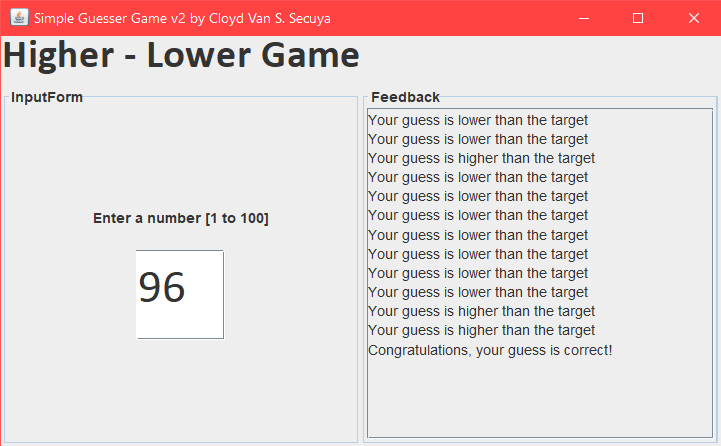 Simple Guesser Game v2 by Cloyd Van S. Secuya
Higher - Lower Game
InputForm
Enter a number [1 to 100]
96
Feedback
Your guess is lower than the target
Your guess is lower than the target
Your guess is higher than the target
Your guess is lower than the target
Your guess is lower than the target
Your guess is lower than the target
Your guess is lower than the target
Your guess is lower than the target
Your guess is lower than the target
Your guess is lower than the target
Your guess is higher than the target
Your guess is higher than the target
Congratulations, your guess is correct!